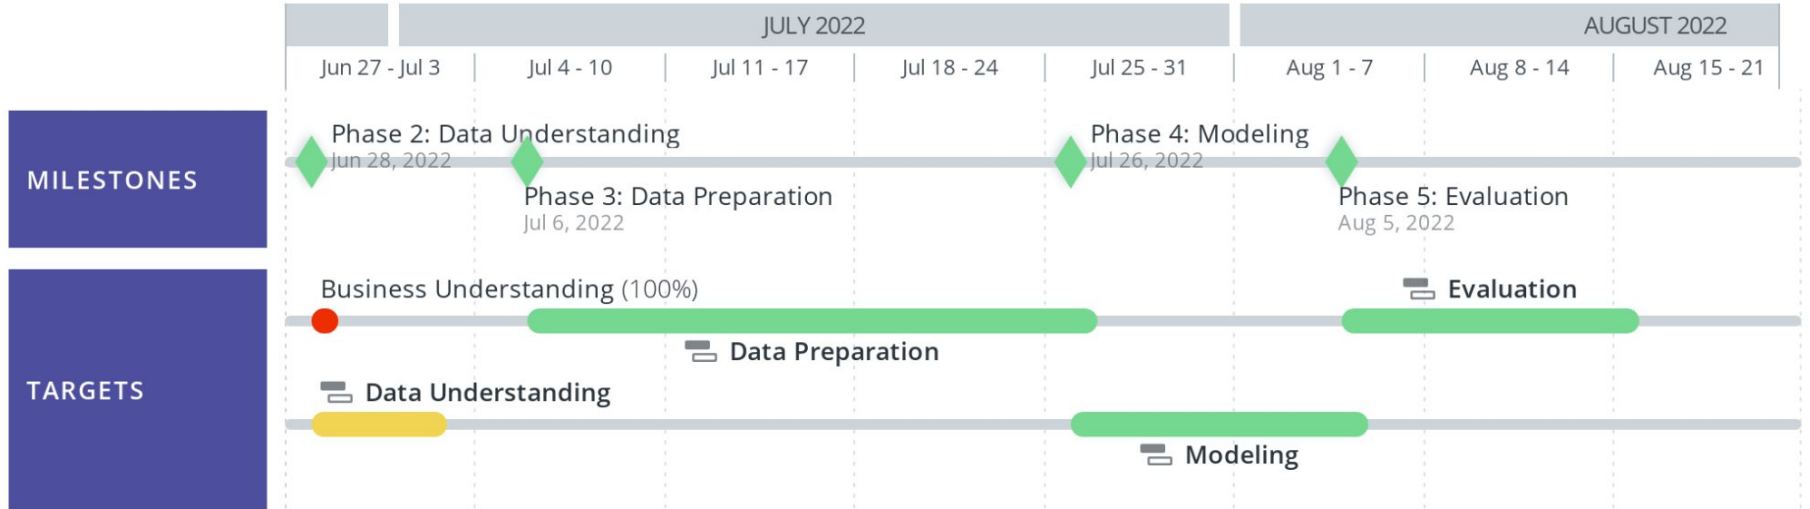 JULY 2022
AUGUST 2022
Jun 27 - Jul 3
Jul 4 - 10
Jul 11 - 17
Jul 18 - 24
Jul 25 - 31
Aug 1 - 7
Aug 8 - 14
Aug 15 - 21
MILESTONES
Phase 2: Data Understanding
Jun 28, 2022
Phase 3: Data Preparation
Jul 6, 2022
Phase 4: Modeling
Jul 26, 2022
Phase 5: Evaluation
Aug 5, 2022
TARGETS
Business Understanding (100%)
Evaluation
Data Preparation
Data Understanding
Modeling